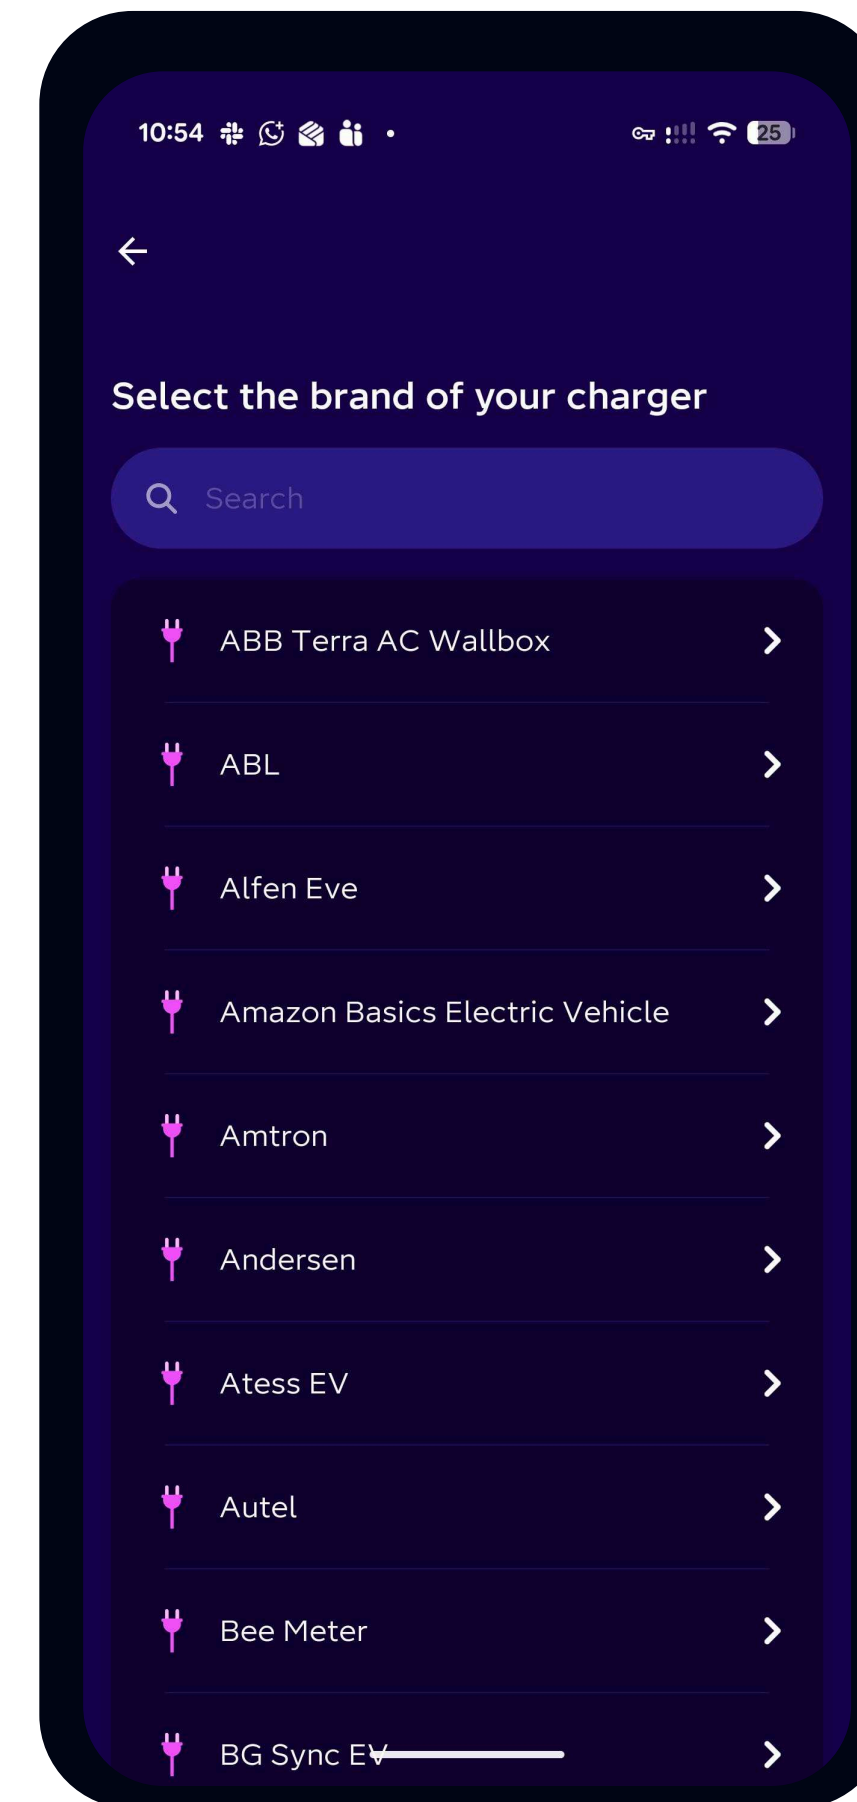 10:54
25
Select the brand of your charger
Search
ABB Terra AC Wallbox
ABL
Alfen Eve
Amazon Basics Electric Vehicle
Amtron
Andersen
Atess EV
Autel
Bee Meter
BG Sync EV